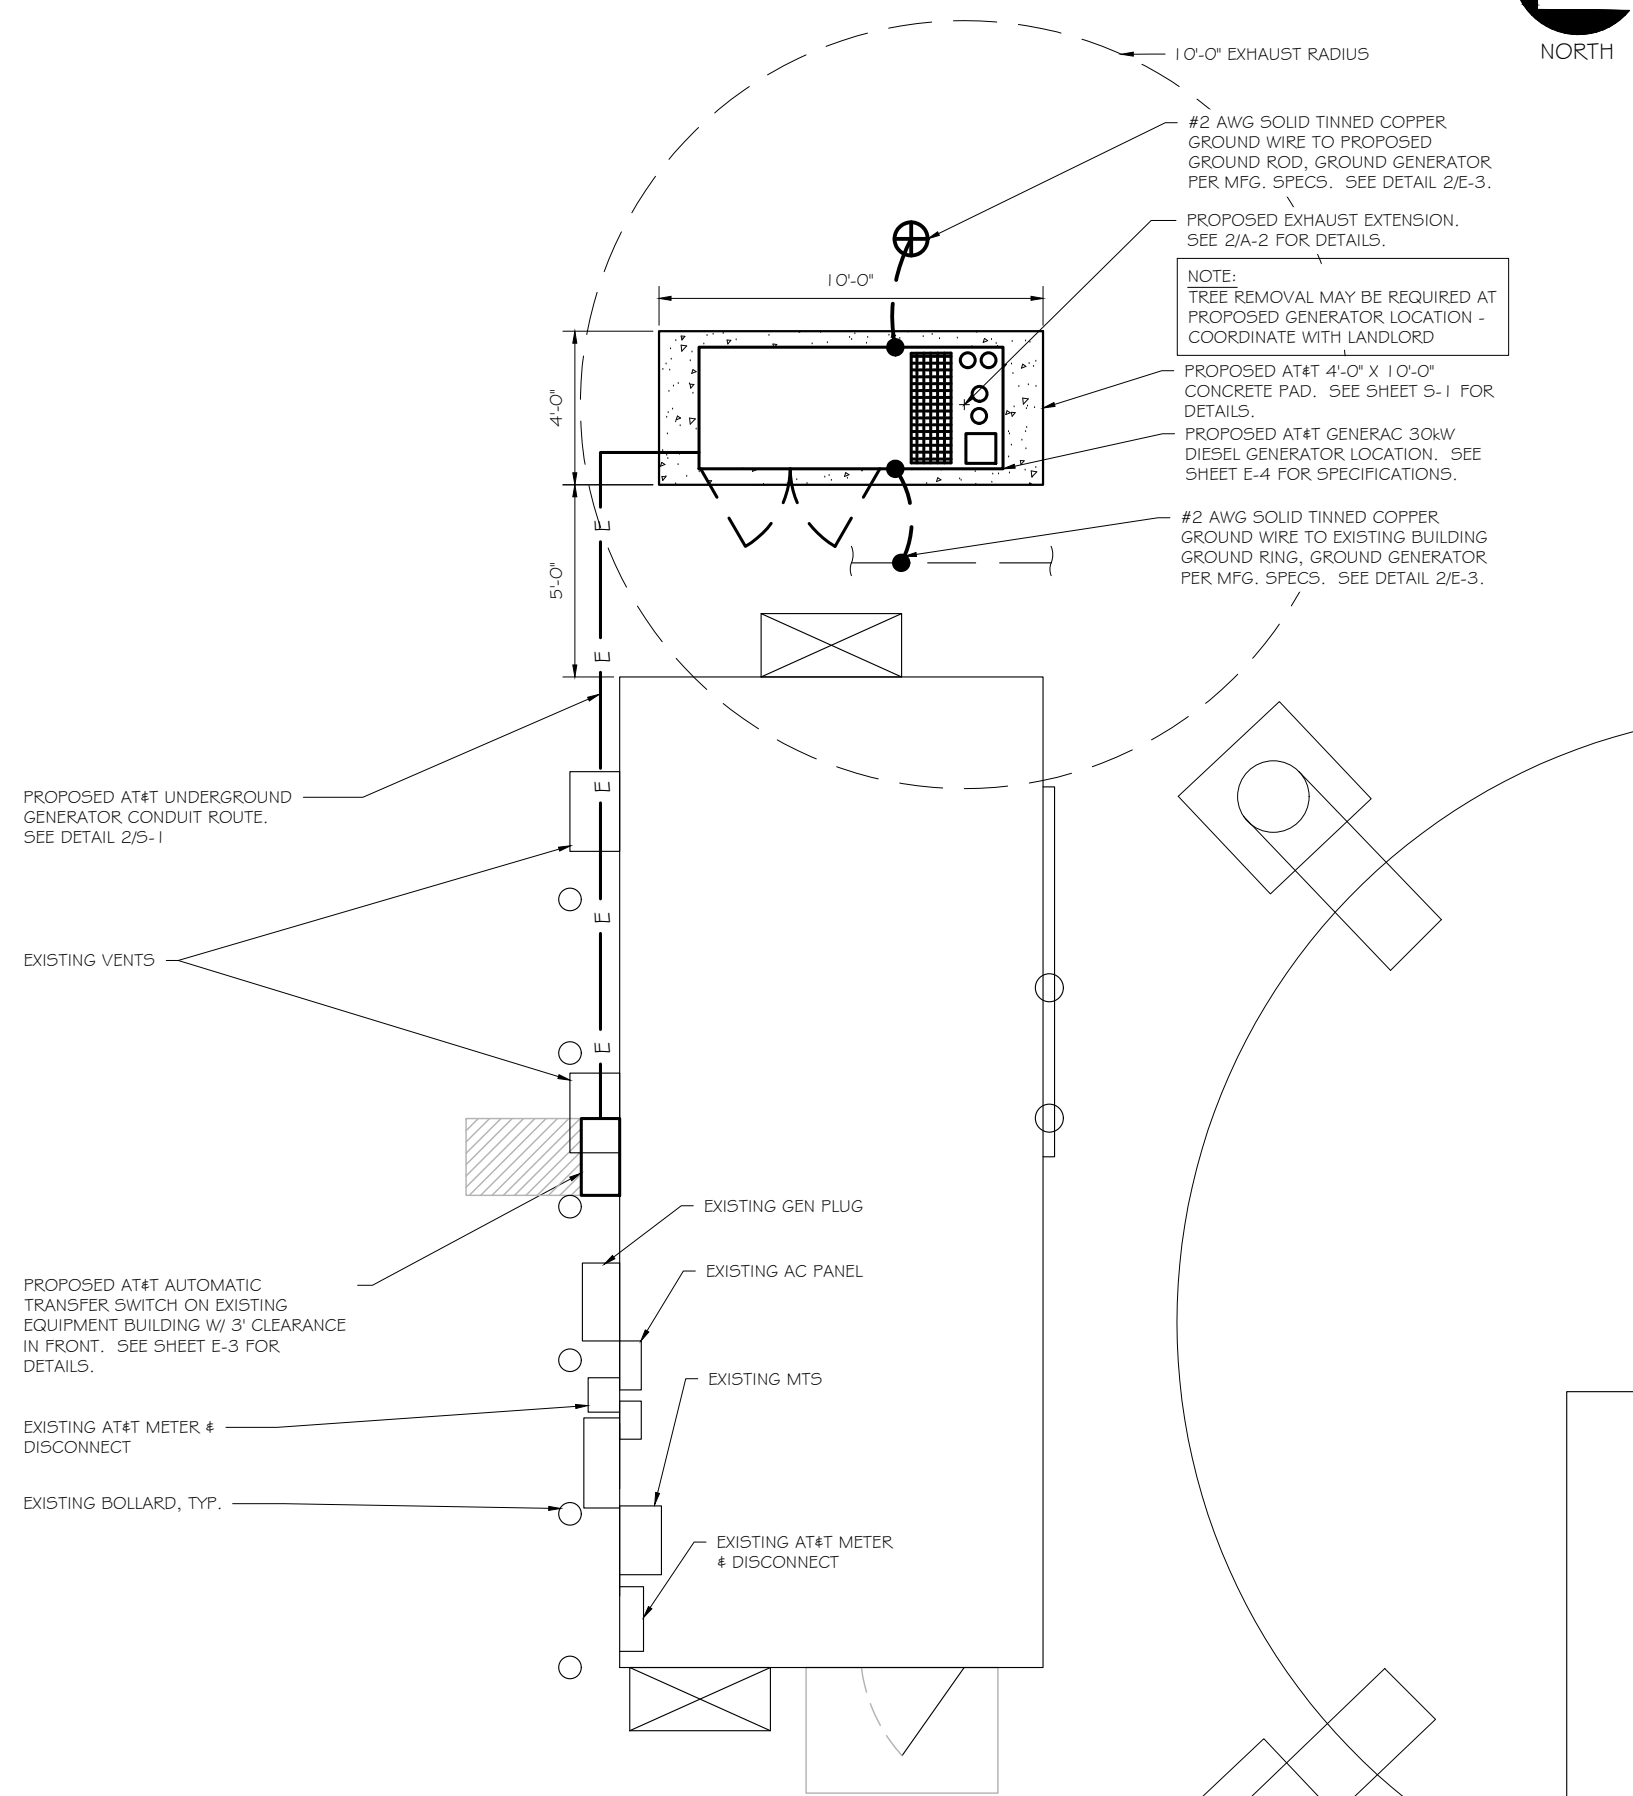 NORTH
10'-0" EXHAUST RADIUS
#2 AWG SOLID TINNED COPPER
GROUND WIRE TO PROPOSED
GROUND ROD, GROUND GENERATOR
PER MFG. SPECS. SEE DETAIL 2/E-3.
PROPOSED EXHAUST EXTENSION.
SEE 2/A-2 FOR DETAILS.
NOTE:
TREE REMOVAL MAY BE REQUIRED AT
PROPOSED GENERATOR LOCATION -
COORDINATE WITH LANDLORD
10'-0"
4'-0"
5'-0"
PROPOSED AT&T 4'-0" X 10'-0"
CONCRETE PAD. SEE SHEET S-1 FOR
DETAILS.
PROPOSED AT&T GENERAC 30kW
DIESEL GENERATOR LOCATION. SEE
SHEET E-4 FOR SPECIFICATIONS.
#2 AWG SOLID TINNED COPPER
GROUND WIRE TO EXISTING BUILDING
GROUND RING, GROUND GENERATOR
PER MFG. SPECS. SEE DETAIL 2/E-3.
E
E
E
E
E
PROPOSED AT&T UNDERGROUND
GENERATOR CONDUIT ROUTE.
SEE DETAIL 2/S-1
EXISTING VENTS
EXISTING GEN PLUG
EXISTING AC PANEL
PROPOSED AT&T AUTOMATIC
TRANSFER SWITCH ON EXISTING
EQUIPMENT BUILDING W/ 3' CLEARANCE
IN FRONT. SEE SHEET E-3 FOR
DETAILS.
EXISTING MTS
EXISTING AT&T METER &
DISCONNECT
EXISTING BOLLARD, TYP.
EXISTING AT&T METER
& DISCONNECT